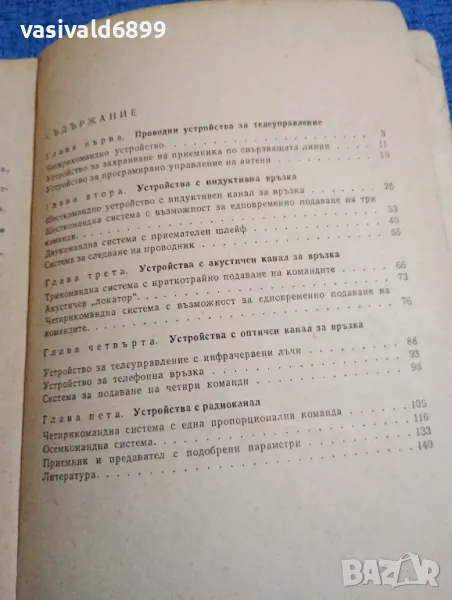 vasivald6899
СЪДЪРЖАНИЕ
Глава първа. Проводни устройства за телеуправление
Четирикомандно устройство. 3
Устройство за захранване на приемника по свързващата линия 11
Устройство за програмирано управление на антени 19
Глава втора. Устройства с индуктивна връзка
Шесткомандно устройство с индуктивен канал за връзка 26
Шесткомандна система с възможност за едновременно подаване на три
команди. 33
Двукомандна система с приемателен шлейф 49
Система за следване на проводник 55
Глава трета. Устройства с акустичен канал за връзка
Трикомандна система с краткотрайно подаване на командите 66
Акустичен „локатор“. 73
Четирикомандна система с възможност за едновременно подаване на
командите. 76
Глава четвърта. Устройства с оптичен канал за връзка
Устройство за телеуправление с инфрачервени лъчи 88
Устройство за телефонна връзка 93
Система за подаване на четири команди 98
Глава пета. Устройства с радиоканал
Четирикомандна система с една пропорционална команда 105
Осемкомандна система. 116
Приемник и предавател с подобрени параметри 133
Литература. 140
BAZAR